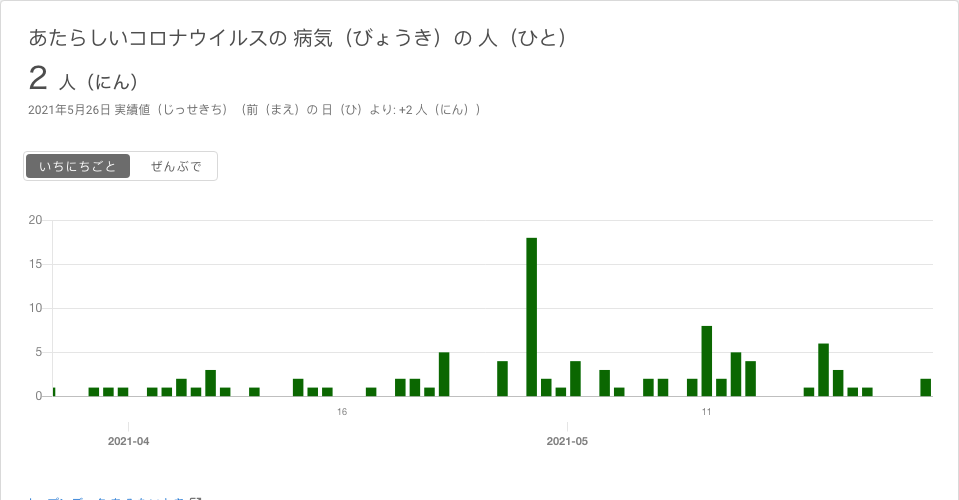 あたらしいコロナウイルスの 病気（びょうき）の 人（ひと）
2 人（にん）
2021年5月26日 実績値（じっせきち）（前（まえ）の 日（ひ）より: +2 人（にん））
いちにちごと ぜんぶで
20
15
10
5
0
16 11
2021-04 2021-05